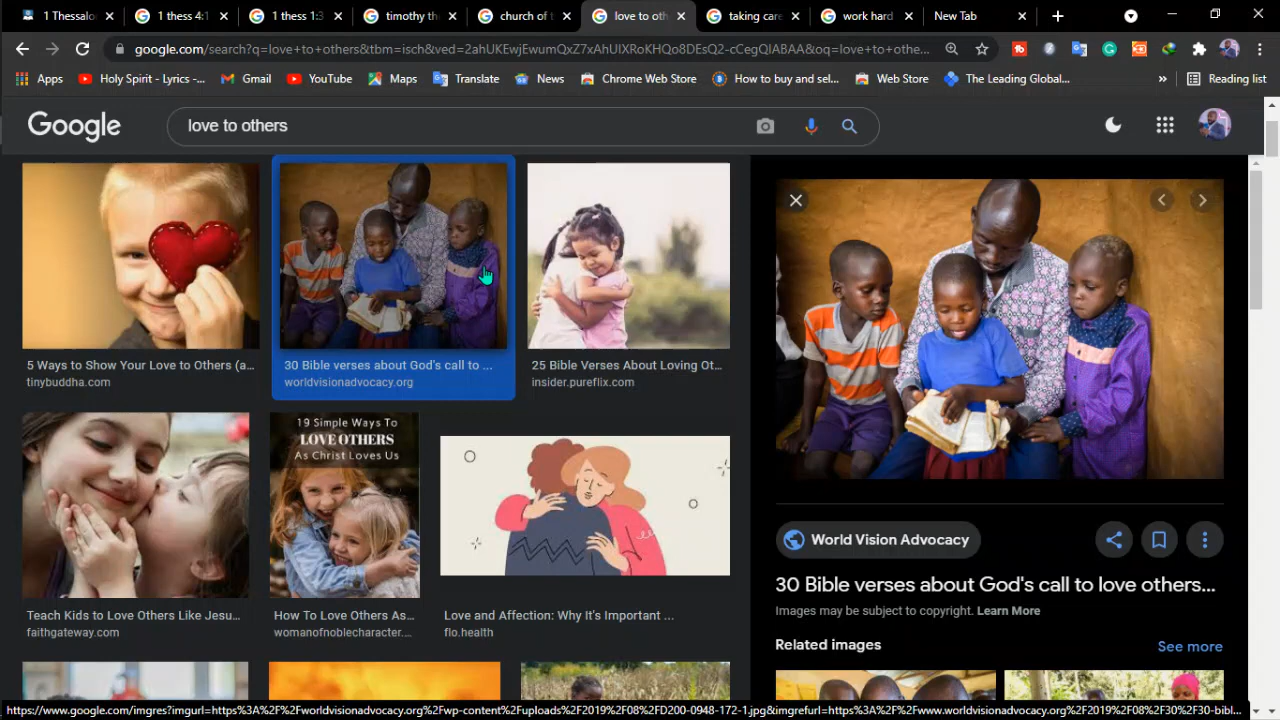 1 Thessalo
1 thess 4:1
1 thess 1:3
timothy the
church of t
love to oth
taking care
work hard
New Tab
google.com/search?q=love+to+others&tbm=isch&ved=2ahUKEwjEwumQxZ7xAhUIXRoKHQo8DEsQ2-cCegQIABAA&oq=love+to+othe...
Apps
Holy Spirit - Lyrics -...
Gmail
YouTube
Maps
Translate
News
Chrome Web Store
How to buy and sel...
Web Store
The Leading Global...
»
Reading list
Google
love to others
5 Ways to Show Your Love to Others (a...
tinybuddha.com
30 Bible verses about God's call to ...
worldvisionadvocacy.org
25 Bible Verses About Loving Ot...
insider.pureflix.com
19 Simple Ways To
LOVE OTHERS
As Christ Loves Us
Teach Kids to Love Others Like Jesu...
faithgateway.com
How To Love Others As...
womanofnoblecharacter....
Love and Affection: Why It's Important ...
flo.health
World Vision Advocacy
30 Bible verses about God's call to love others...
Images may be subject to copyright. Learn More
Related images
See more
https://www.google.com/imgres?imgurl=https%3A%2F%2Fworldvisionadvocacy.org%2Fwp-content%2Fuploads%2F2019%2F08%2FD200-0948-172-1.jpg&imgrefurl=https%3A%2F%2Fwww.worldvisionadvocacy.org%2F2019%2F08%2F30%2F30-bibl...